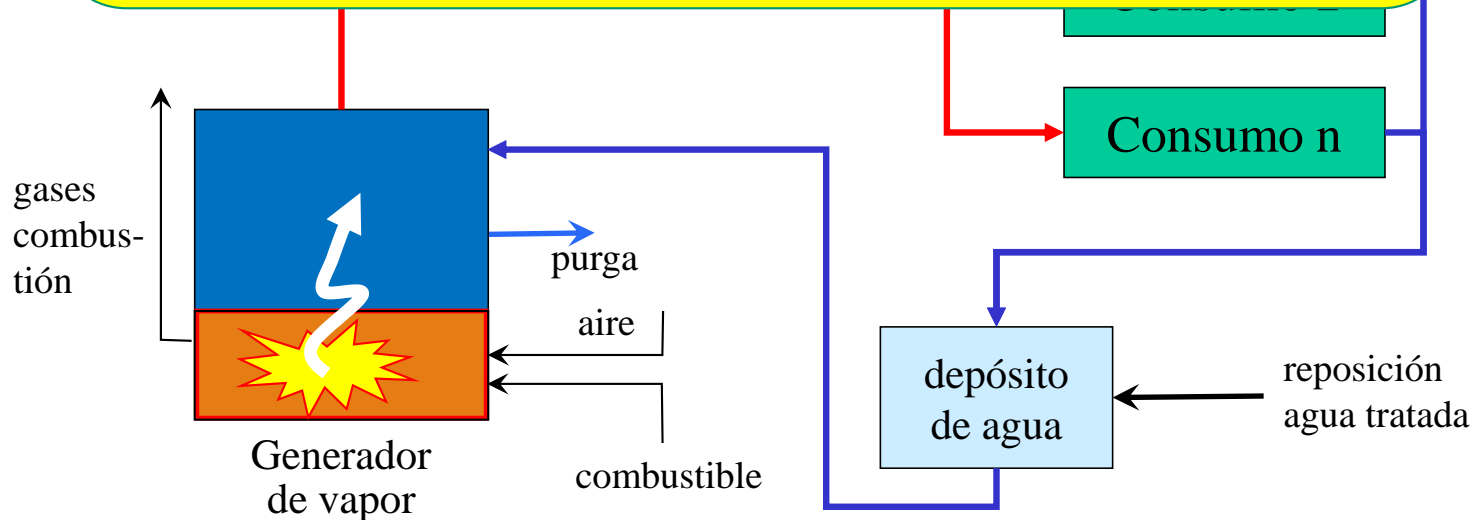 Consumo n
gases
combus-
tión
purga
aire
depósito
de agua
reposición
agua tratada
Generador
de vapor
combustible